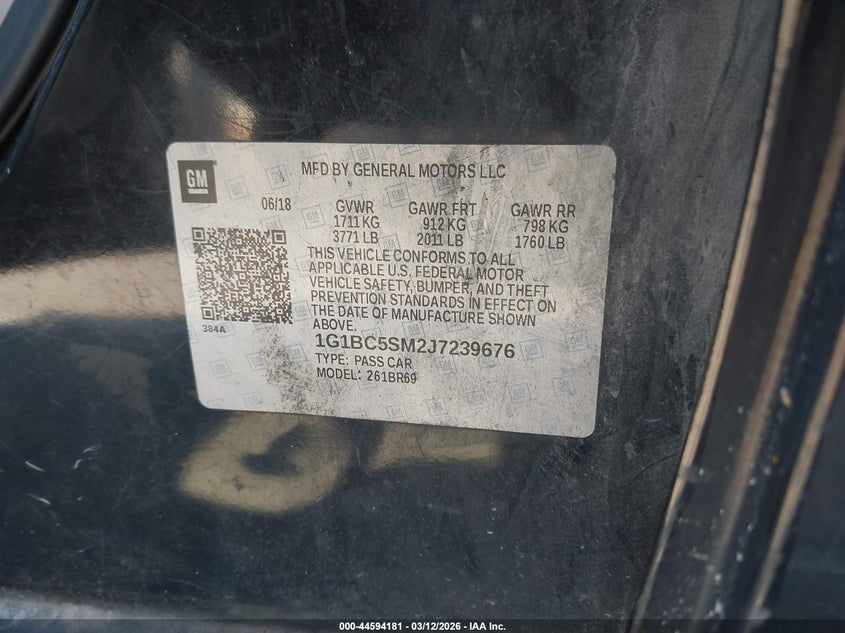 GM
MFD BY GENERAL MOTORS LLC
06/18 GVWR GAWR FRT GAWR RR
1711 KG 912 KG 798 KG
3771 LB 2011 LB 1760 LB
THIS VEHICLE CONFORMS TO ALL
APPLICABLE U.S. FEDERAL MOTOR
VEHICLE SAFETY, BUMPER, AND THEFT
PREVENTION STANDARDS IN EFFECT ON
THE DATE OF MANUFACTURE SHOWN
ABOVE.
384A
1G1BC5SM2J7239676
TYPE: PASS CAR
MODEL: 261BR69
000-44594181 - 03/12/2026 - IAA Inc.